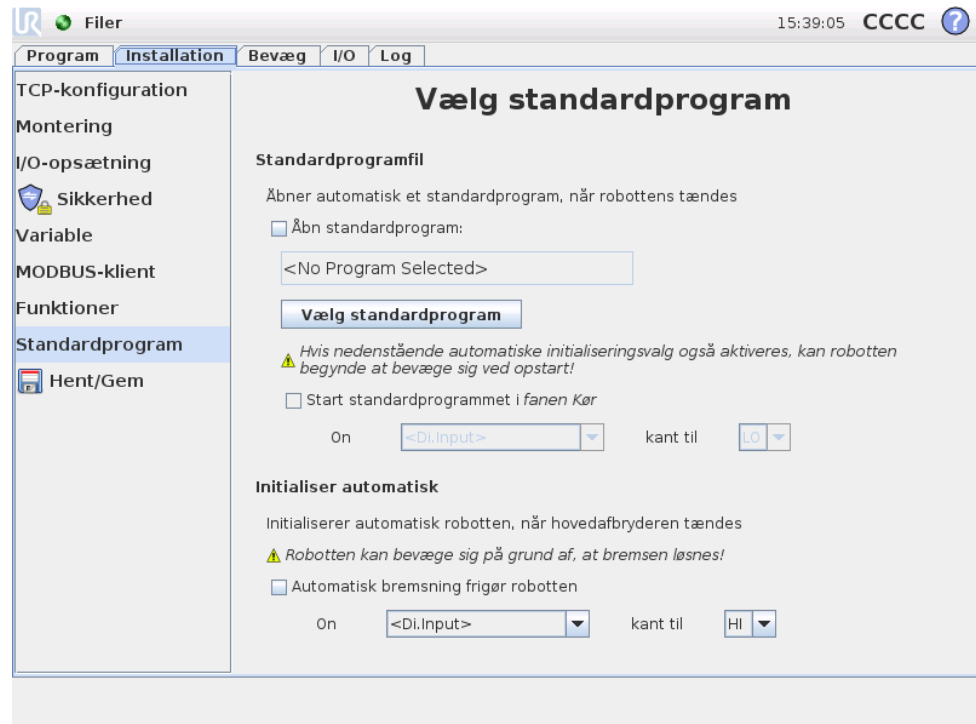 UR
Filer
15:39:05 CCCC ?
Program Installation Bevæg I/O Log
TCP-konfiguration
Montering
I/O-opsætning
Sikkerhed
Variable
MODBUS-klient
Funktioner
Standardprogram
Hent/Gem
Vælg standardprogram
Standardprogramfil
Åbner automatisk et standardprogram, når robottens tændes
Åbn standardprogram:
<No Program Selected>
Vælg standardprogram
Hvis nedenstående automatiske initialiseringsvalg også aktiveres, kan robotten
begynde at bevæge sig ved opstart!
Start standardprogrammet i fanen Kør
On <Di.Input> kant til LO
Initialiser automatisk
Initialiserer automatisk robotten, når hovedafbryderen tændes
Robotten kan bevæge sig på grund af, at bremsen løsnes!
Automatisk bremsning frigør robotten
On <Di.Input> kant til HI